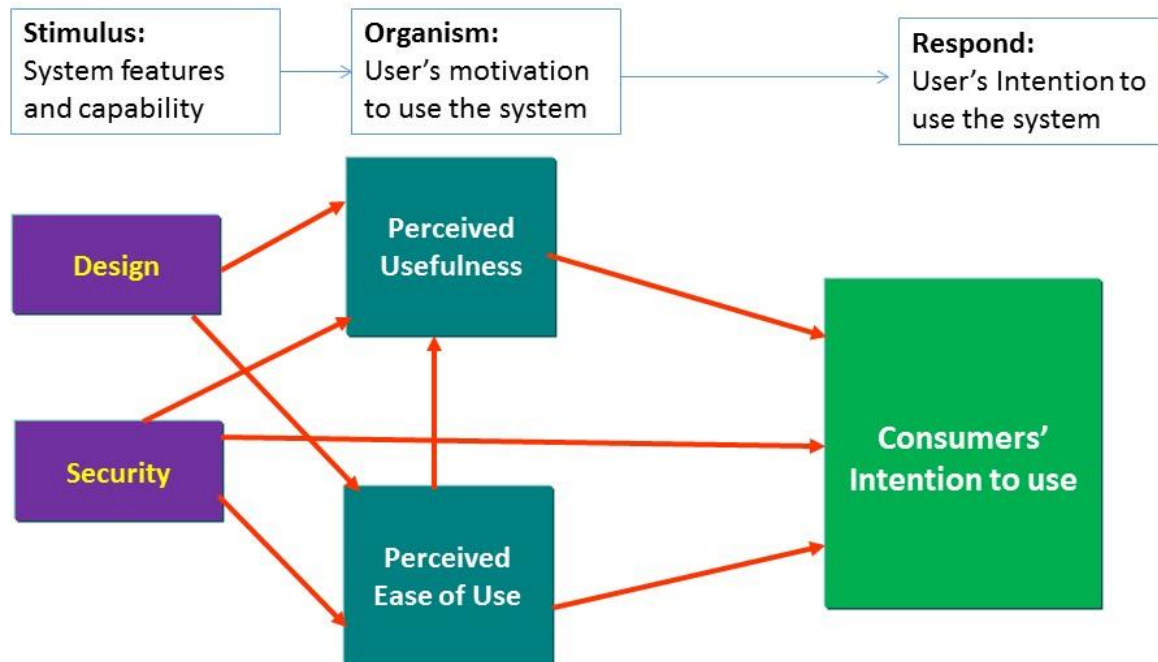 Stimulus:
System features
and capability
Organism:
User's motivation
to use the system
Respond:
User's Intention to
use the system
Design
Perceived
Usefulness
Security
Consumers'
Intention to use
Perceived
Ease of Use